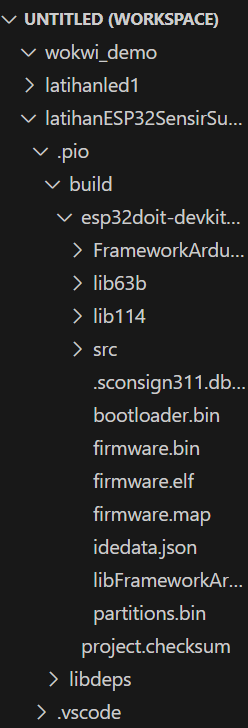 UNTITLED (WORKSPACE)
wokwi_demo
latihanled1
latihanESP32SensirSu...
.pio
build
esp32doit-devkit...
FrameworkArdu...
lib63b
lib114
src
.sconsign311.db...
bootloader.bin
firmware.bin
firmware.elf
firmware.map
idedata.json
libFrameworkAr...
partitions.bin
project.checksum
libdeps
.vscode